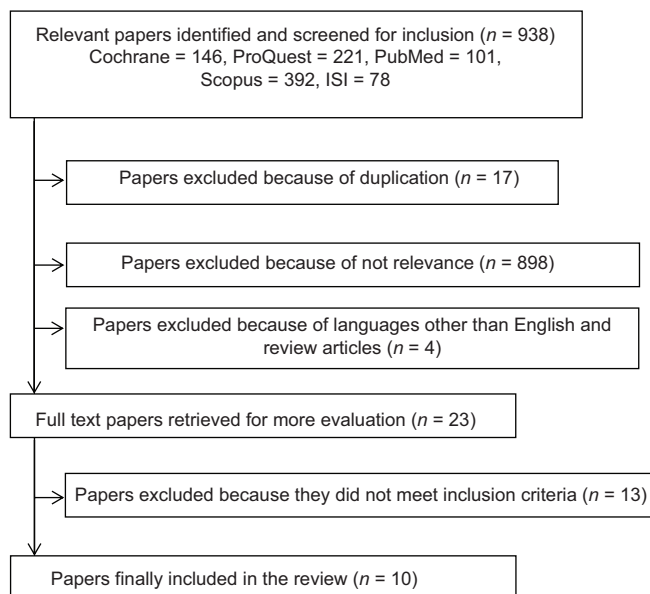 Relevant papers identified and screened for inclusion (n = 938)
Cochrane = 146, ProQuest = 221, PubMed = 101,
Scopus = 392, ISI = 78
Papers excluded because of duplication (n = 17)
Papers excluded because of not relevance (n = 898)
Papers excluded because of languages other than English and
review articles (n = 4)
Full text papers retrieved for more evaluation (n = 23)
Papers excluded because they did not meet inclusion criteria (n = 13)
Papers finally included in the review (n = 10)